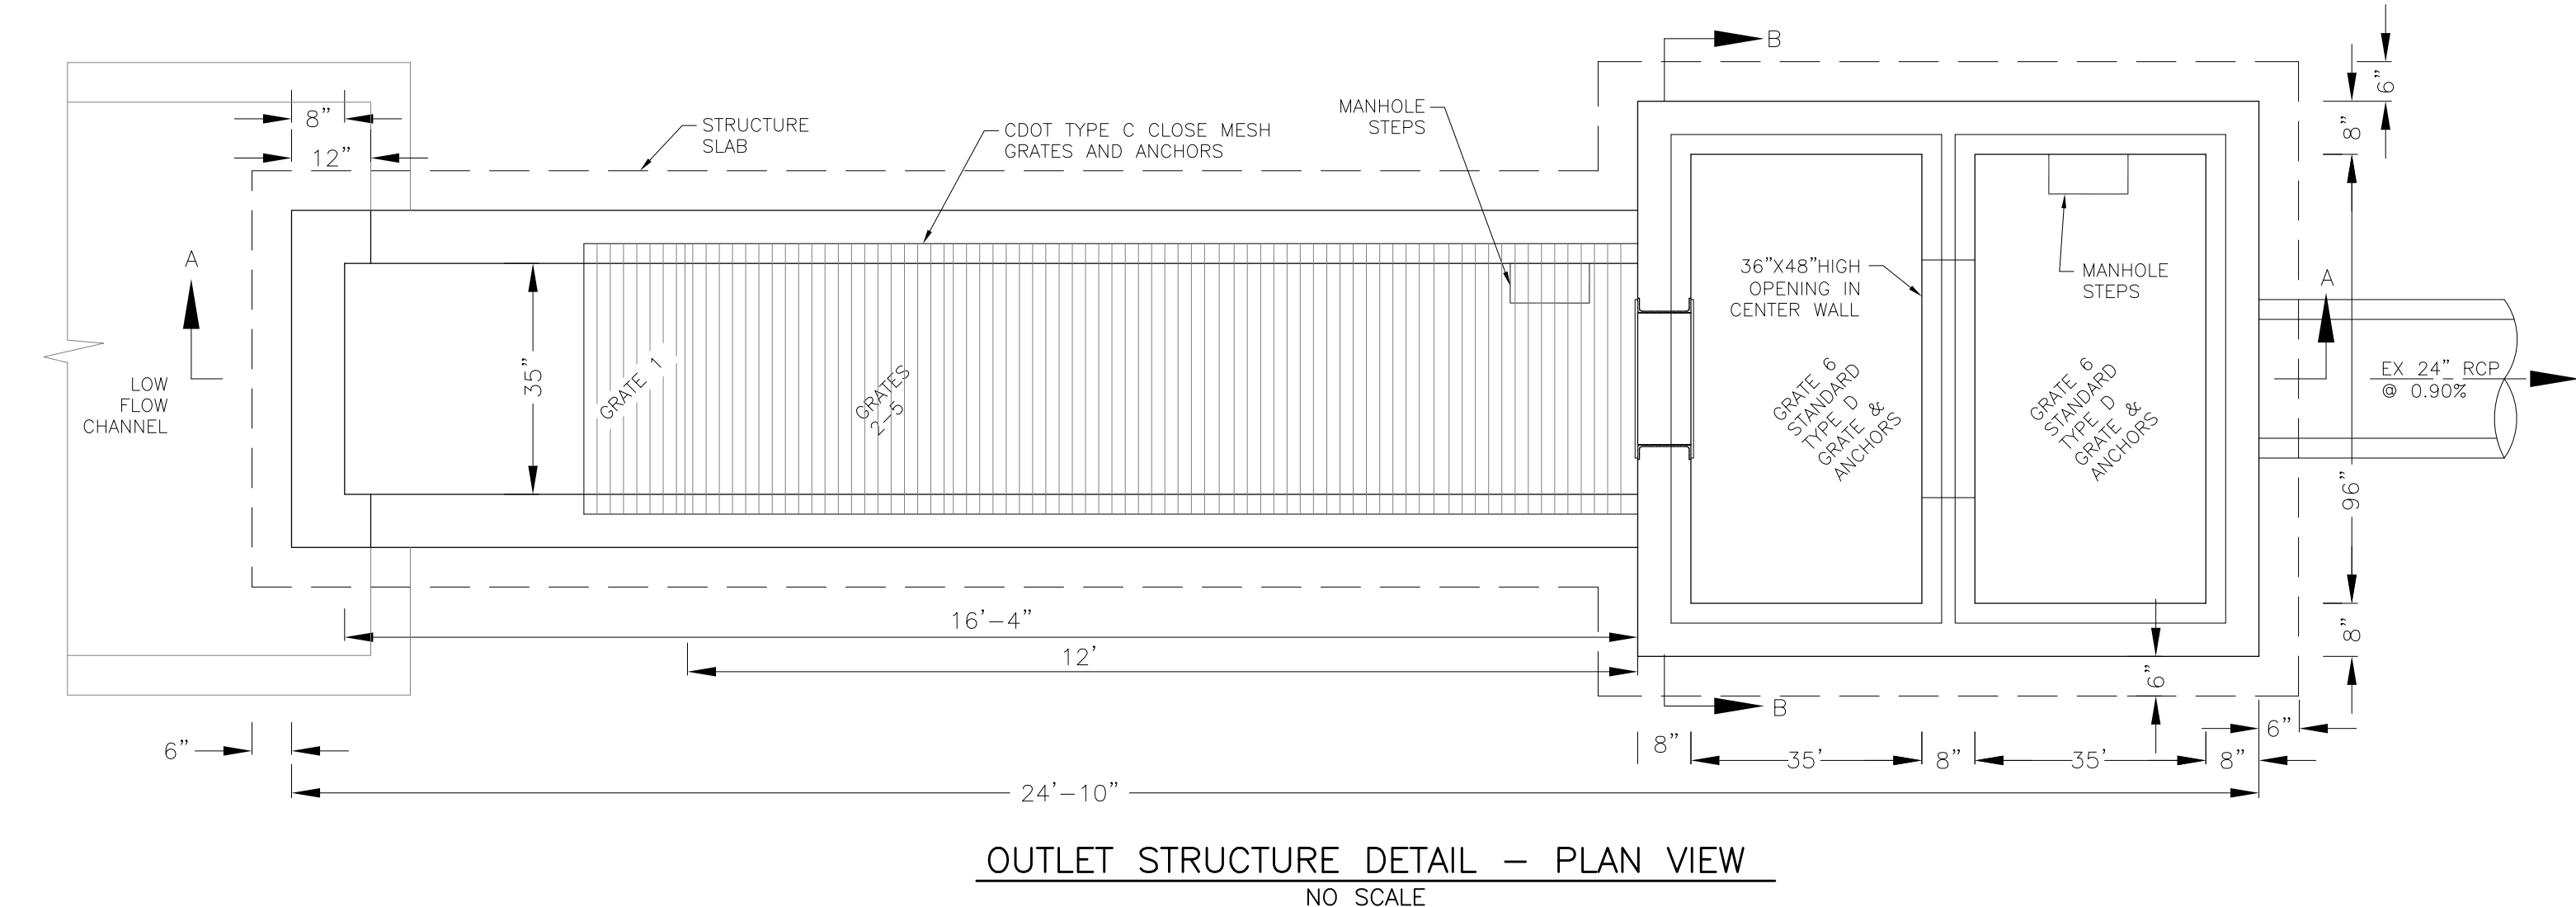 B
6"
8"
8"
12"
STRUCTURE
SLAB
CDOT TYPE C CLOSE MESH
GRATES AND ANCHORS
MANHOLE
STEPS
A
LOW
FLOW
CHANNEL
35"
GRATE 1
GRATES
2-5
36"X48"HIGH
OPENING IN
CENTER WALL
MANHOLE
STEPS
A
GRATE 6
STANDARD
TYPE D
GRATE &
ANCHORS
GRATE 6
STANDARD
TYPE D
GRATE &
ANCHORS
EX 24" RCP
@ 0.90%
96"
16'-4"
12'
8"
6"
B
6"
6"
8"
35'
8"
35'
8"
24'-10"
OUTLET STRUCTURE DETAIL - PLAN VIEW
NO SCALE